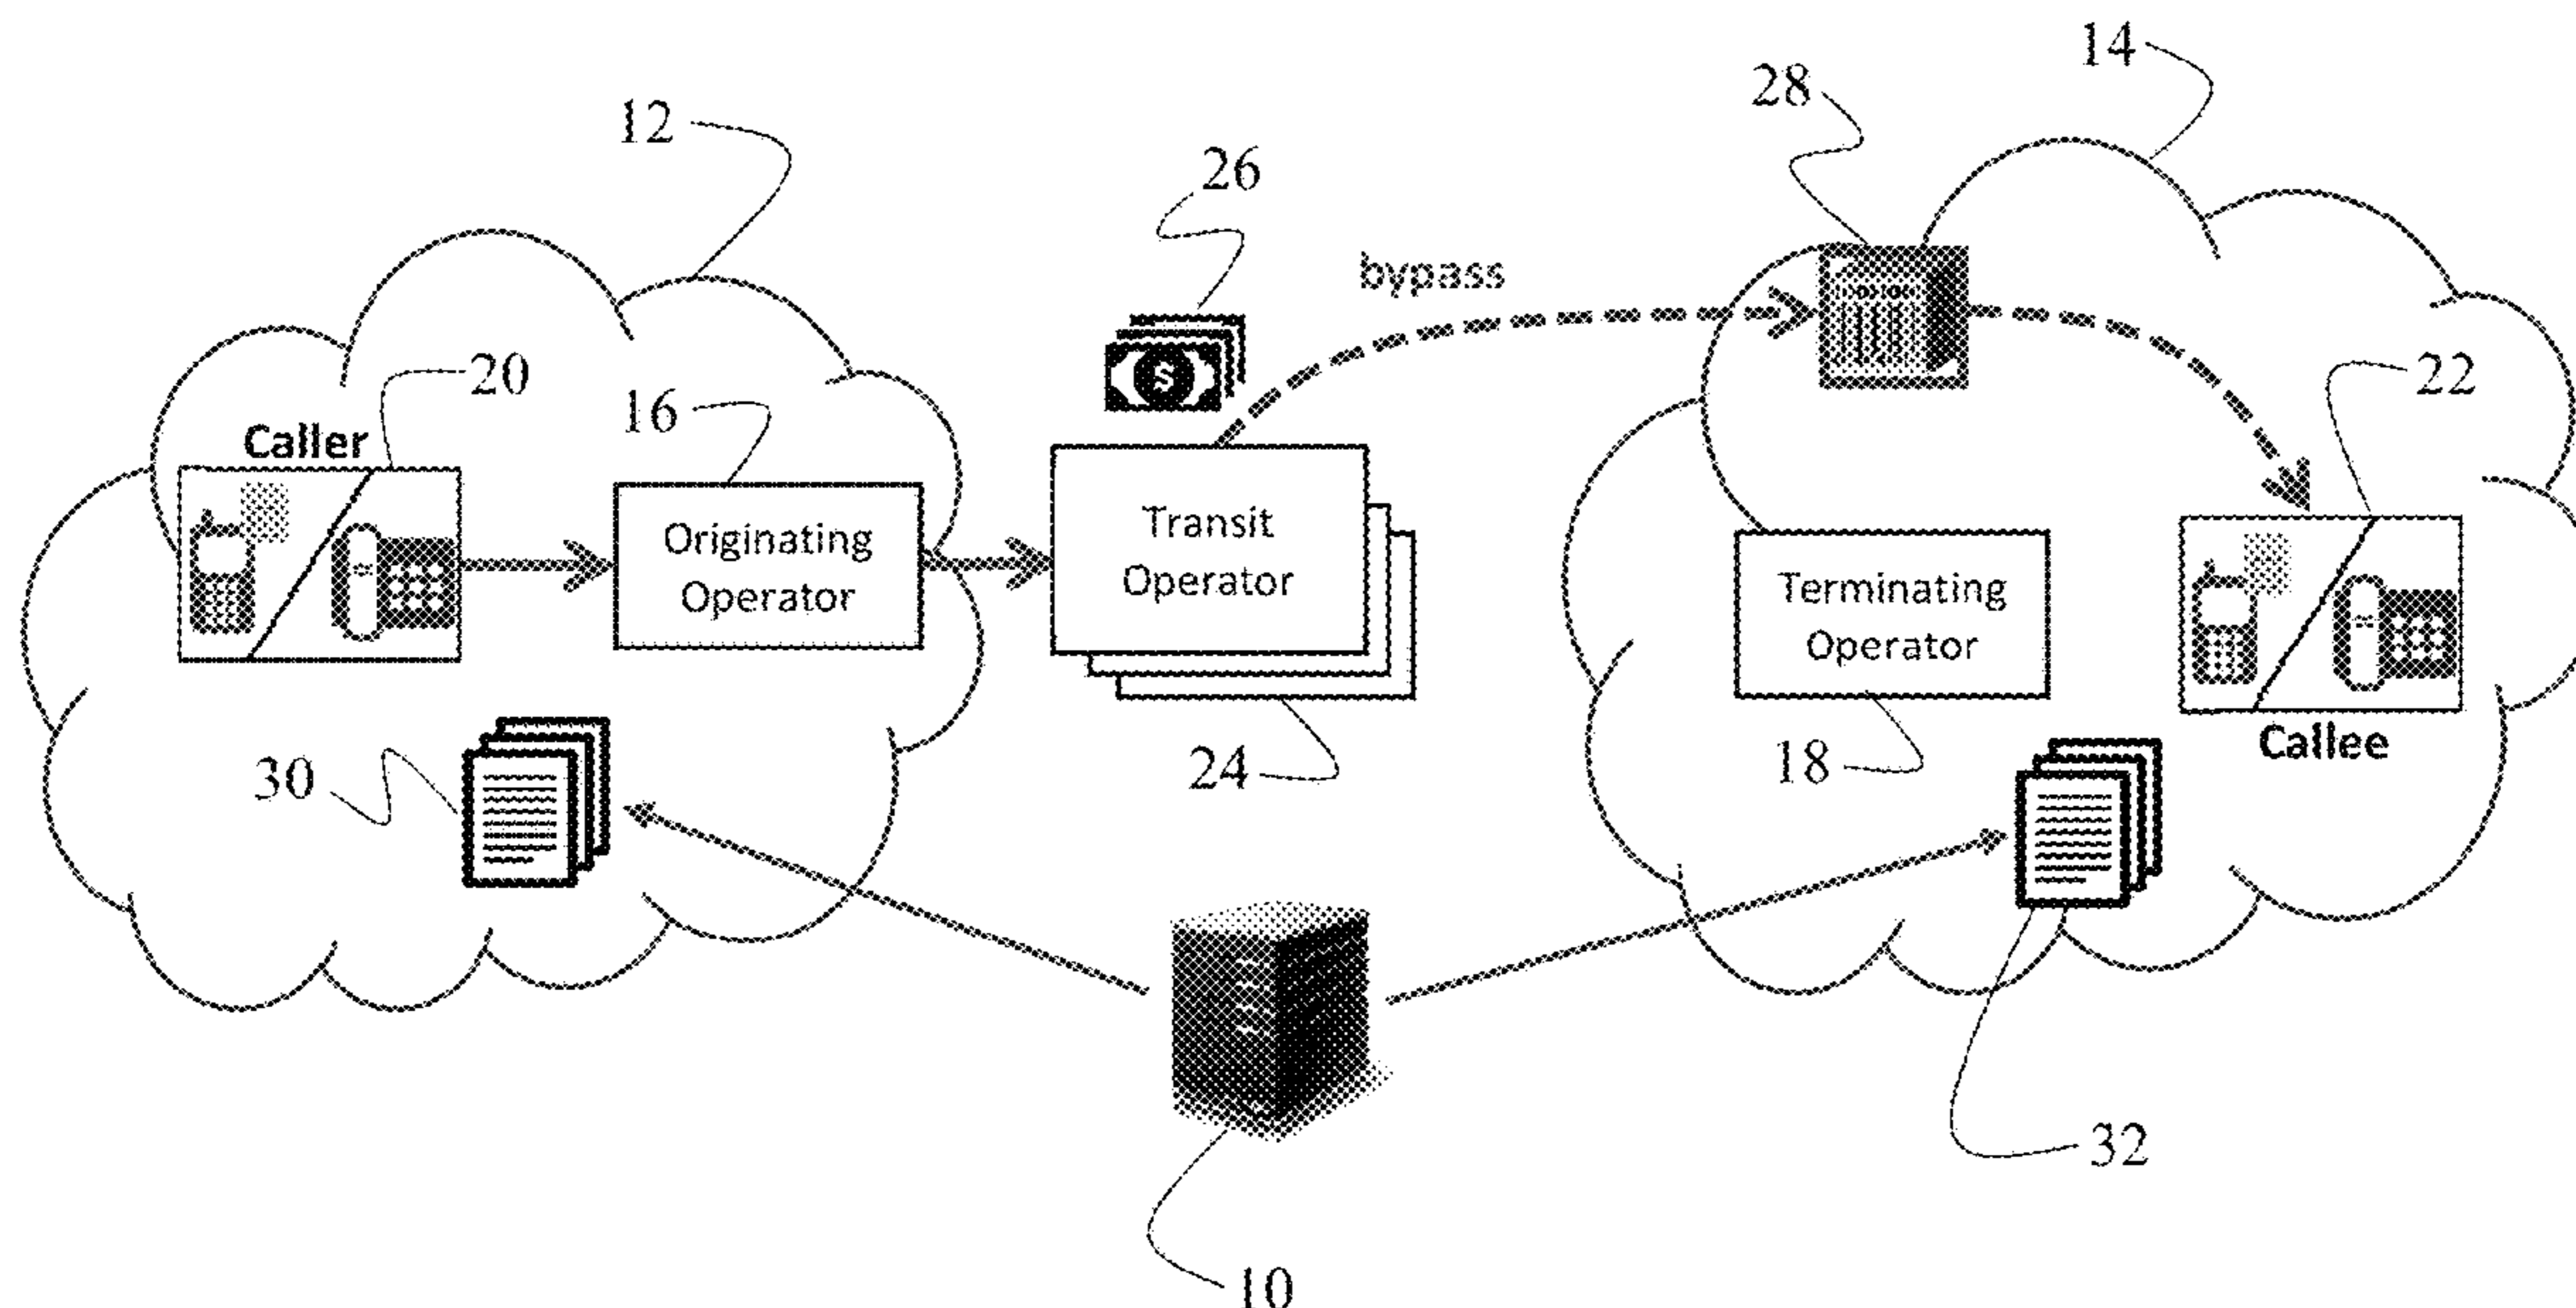 14
28
12
26
bypass
20
22
16
Caller
$
Originating
Operator
Transit
Operator
Terminating
Operator
Callee
30
24
18
32
10